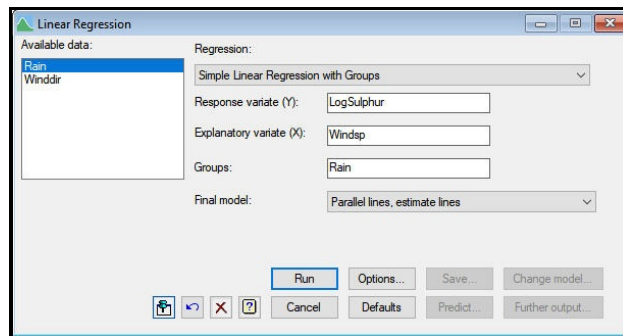 Linear Regression
Available data:
Rain
Winddir
Regression:
Simple Linear Regression with Groups
Response variate (Y):
LogSulphur
Explanatory variate (X):
Windsp
Groups:
Rain
Final model:
Parallel lines, estimate lines
Run
Options...
Save...
Change model...
Cancel
Defaults
Predict...
Further output...